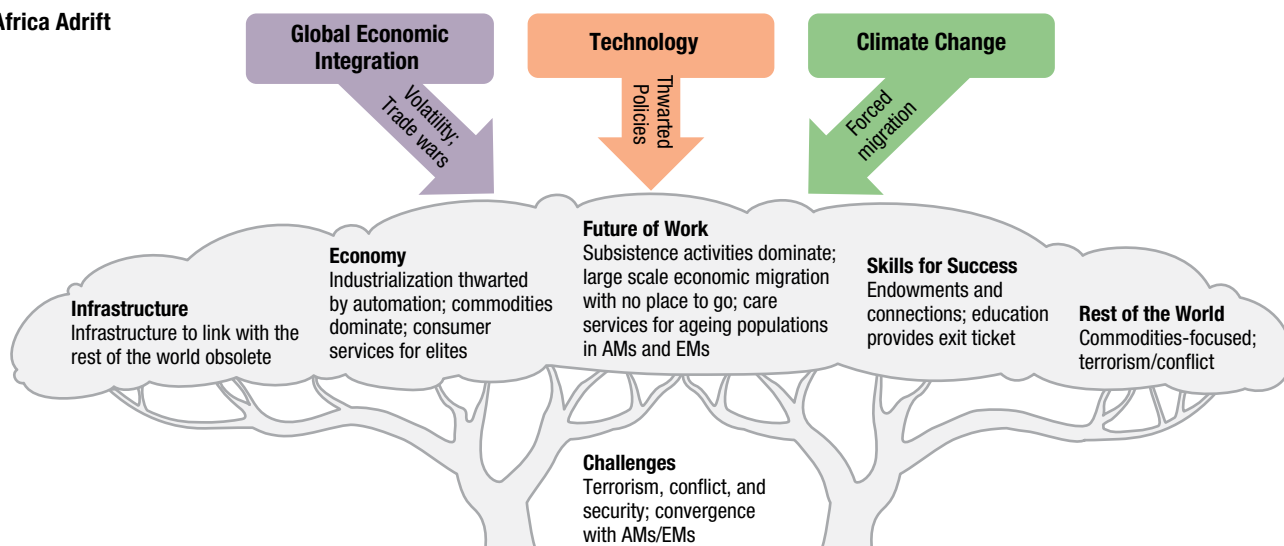 Africa Adrift
Global Economic
Integration
Technology
Climate Change
Volatility;
Trade wars
Thwarted
Policies
Forced
migration
Infrastructure
Infrastructure to link with the
rest of the world obsolete
Economy
Industrialization thwarted
by automation; commodities
dominate; consumer
services for elites
Future of Work
Subsistence activities dominate;
large scale economic migration
with no place to go; care
services for ageing populations
in AMs and EMs
Skills for Success
Endowments and
connections; education
provides exit ticket
Rest of the World
Commodities-focused;
terrorism/conflict
Challenges
Terrorism, conflict, and
security; convergence
with AMs/EMs